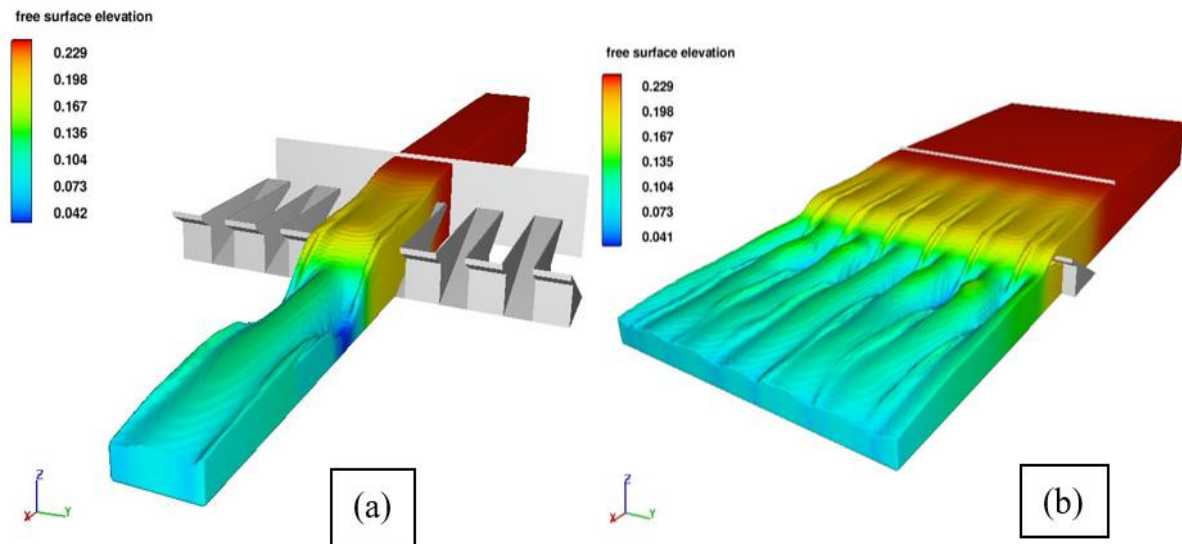 free surface elevation
0.229
0.198
0.167
0.136
0.104
0.073
0.042
Z
X
Y
(a)
free surface elevation
0.229
0.198
0.167
0.135
0.104
0.073
0.041
Z
X
Y
(b)